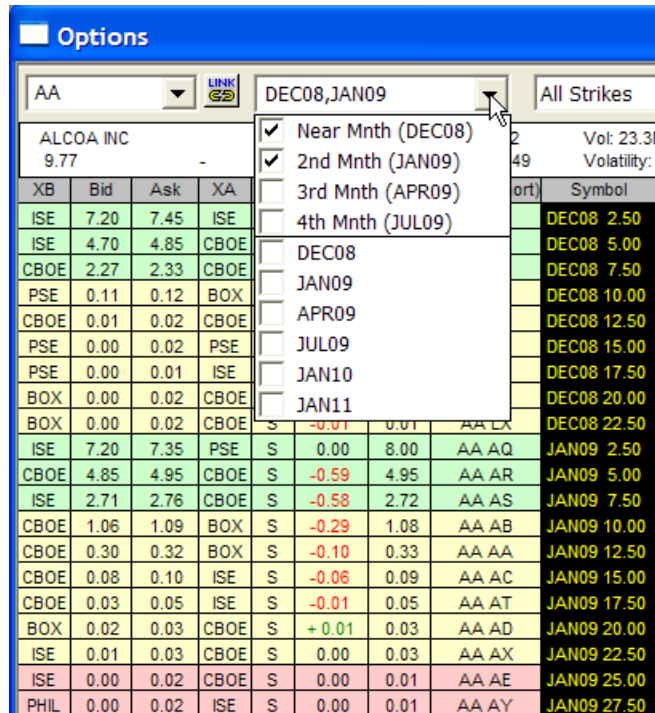 Options
AA LINK DEC08,JAN09 All Strikes
ALCOA INC 2 Vol: 23.3
9.77 - 49 Volatility:
Near Mnth (DEC08)
2nd Mnth (JAN09)
3rd Mnth (APR09)
4th Mnth (JUL09)
DEC08
JAN09
APR09
JUL09
JAN10
JAN11
XB Bid Ask XA ort) Symbol
ISE 7.20 7.45 ISE DEC08 2.50
ISE 4.70 4.85 CBOE DEC08 5.00
CBOE 2.27 2.33 CBOE DEC08 7.50
PSE 0.11 0.12 BOX DEC08 10.00
CBOE 0.01 0.02 CBOE DEC08 12.50
PSE 0.00 0.02 PSE DEC08 15.00
PSE 0.00 0.01 ISE DEC08 17.50
BOX 0.00 0.02 CBOE DEC08 20.00
BOX 0.00 0.02 CBOE S -0.01 0.01 AA LX DEC08 22.50
ISE 7.20 7.35 PSE S 0.00 8.00 AA AQ JAN09 2.50
CBOE 4.85 4.95 CBOE S -0.59 4.95 AA AR JAN09 5.00
ISE 2.71 2.76 CBOE S -0.58 2.72 AA AS JAN09 7.50
CBOE 1.06 1.09 BOX S -0.29 1.08 AA AB JAN09 10.00
CBOE 0.30 0.32 BOX S -0.10 0.33 AA AA JAN09 12.50
CBOE 0.08 0.10 ISE S -0.06 0.09 AA AC JAN09 15.00
CBOE 0.03 0.05 ISE S -0.01 0.05 AA AT JAN09 17.50
BOX 0.02 0.03 CBOE S + 0.01 0.03 AA AD JAN09 20.00
ISE 0.01 0.03 CBOE S 0.00 0.03 AA AX JAN09 22.50
ISE 0.00 0.02 CBOE S 0.00 0.01 AA AE JAN09 25.00
PHIL 0.00 0.02 ISE S 0.00 0.01 AA AY JAN09 27.50